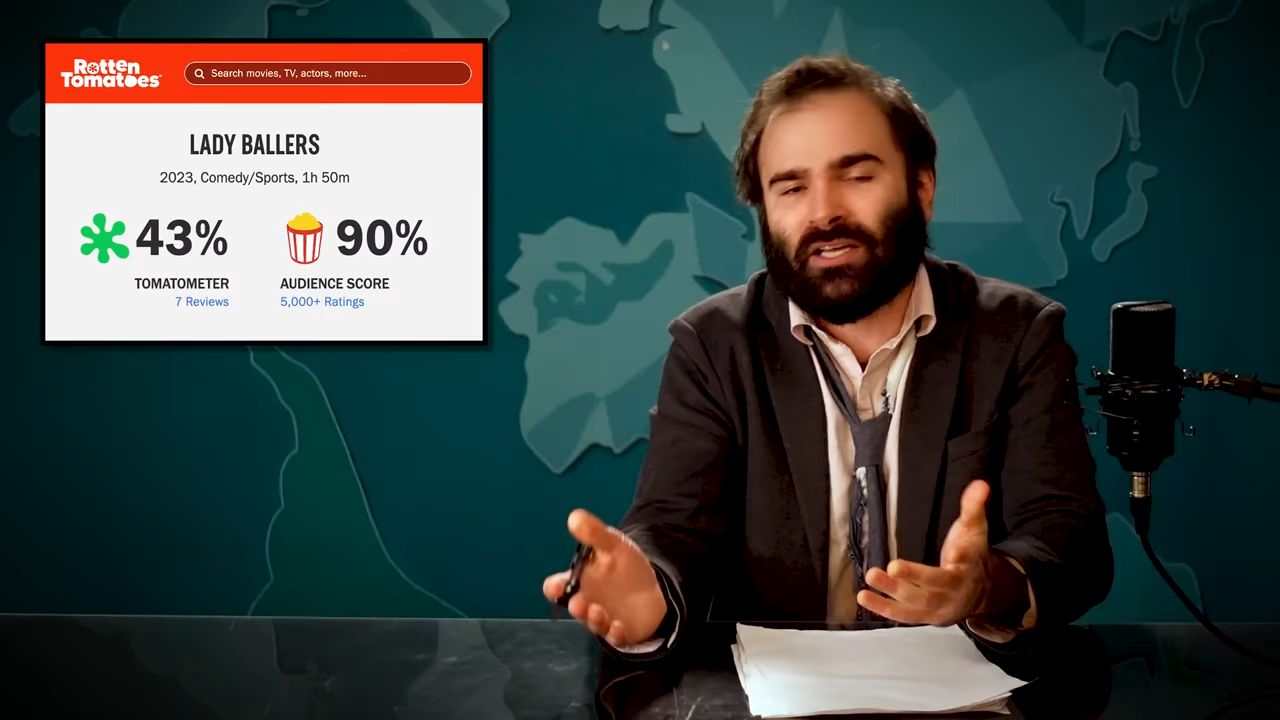 Rotten
Tomatoes
Search movies, TV, actors, more...
LADY BALLERS
2023, Comedy/Sports, 1h 50m
43% 90%
TOMATOMETER AUDIENCE SCORE
7 Reviews 5,000+ Ratings